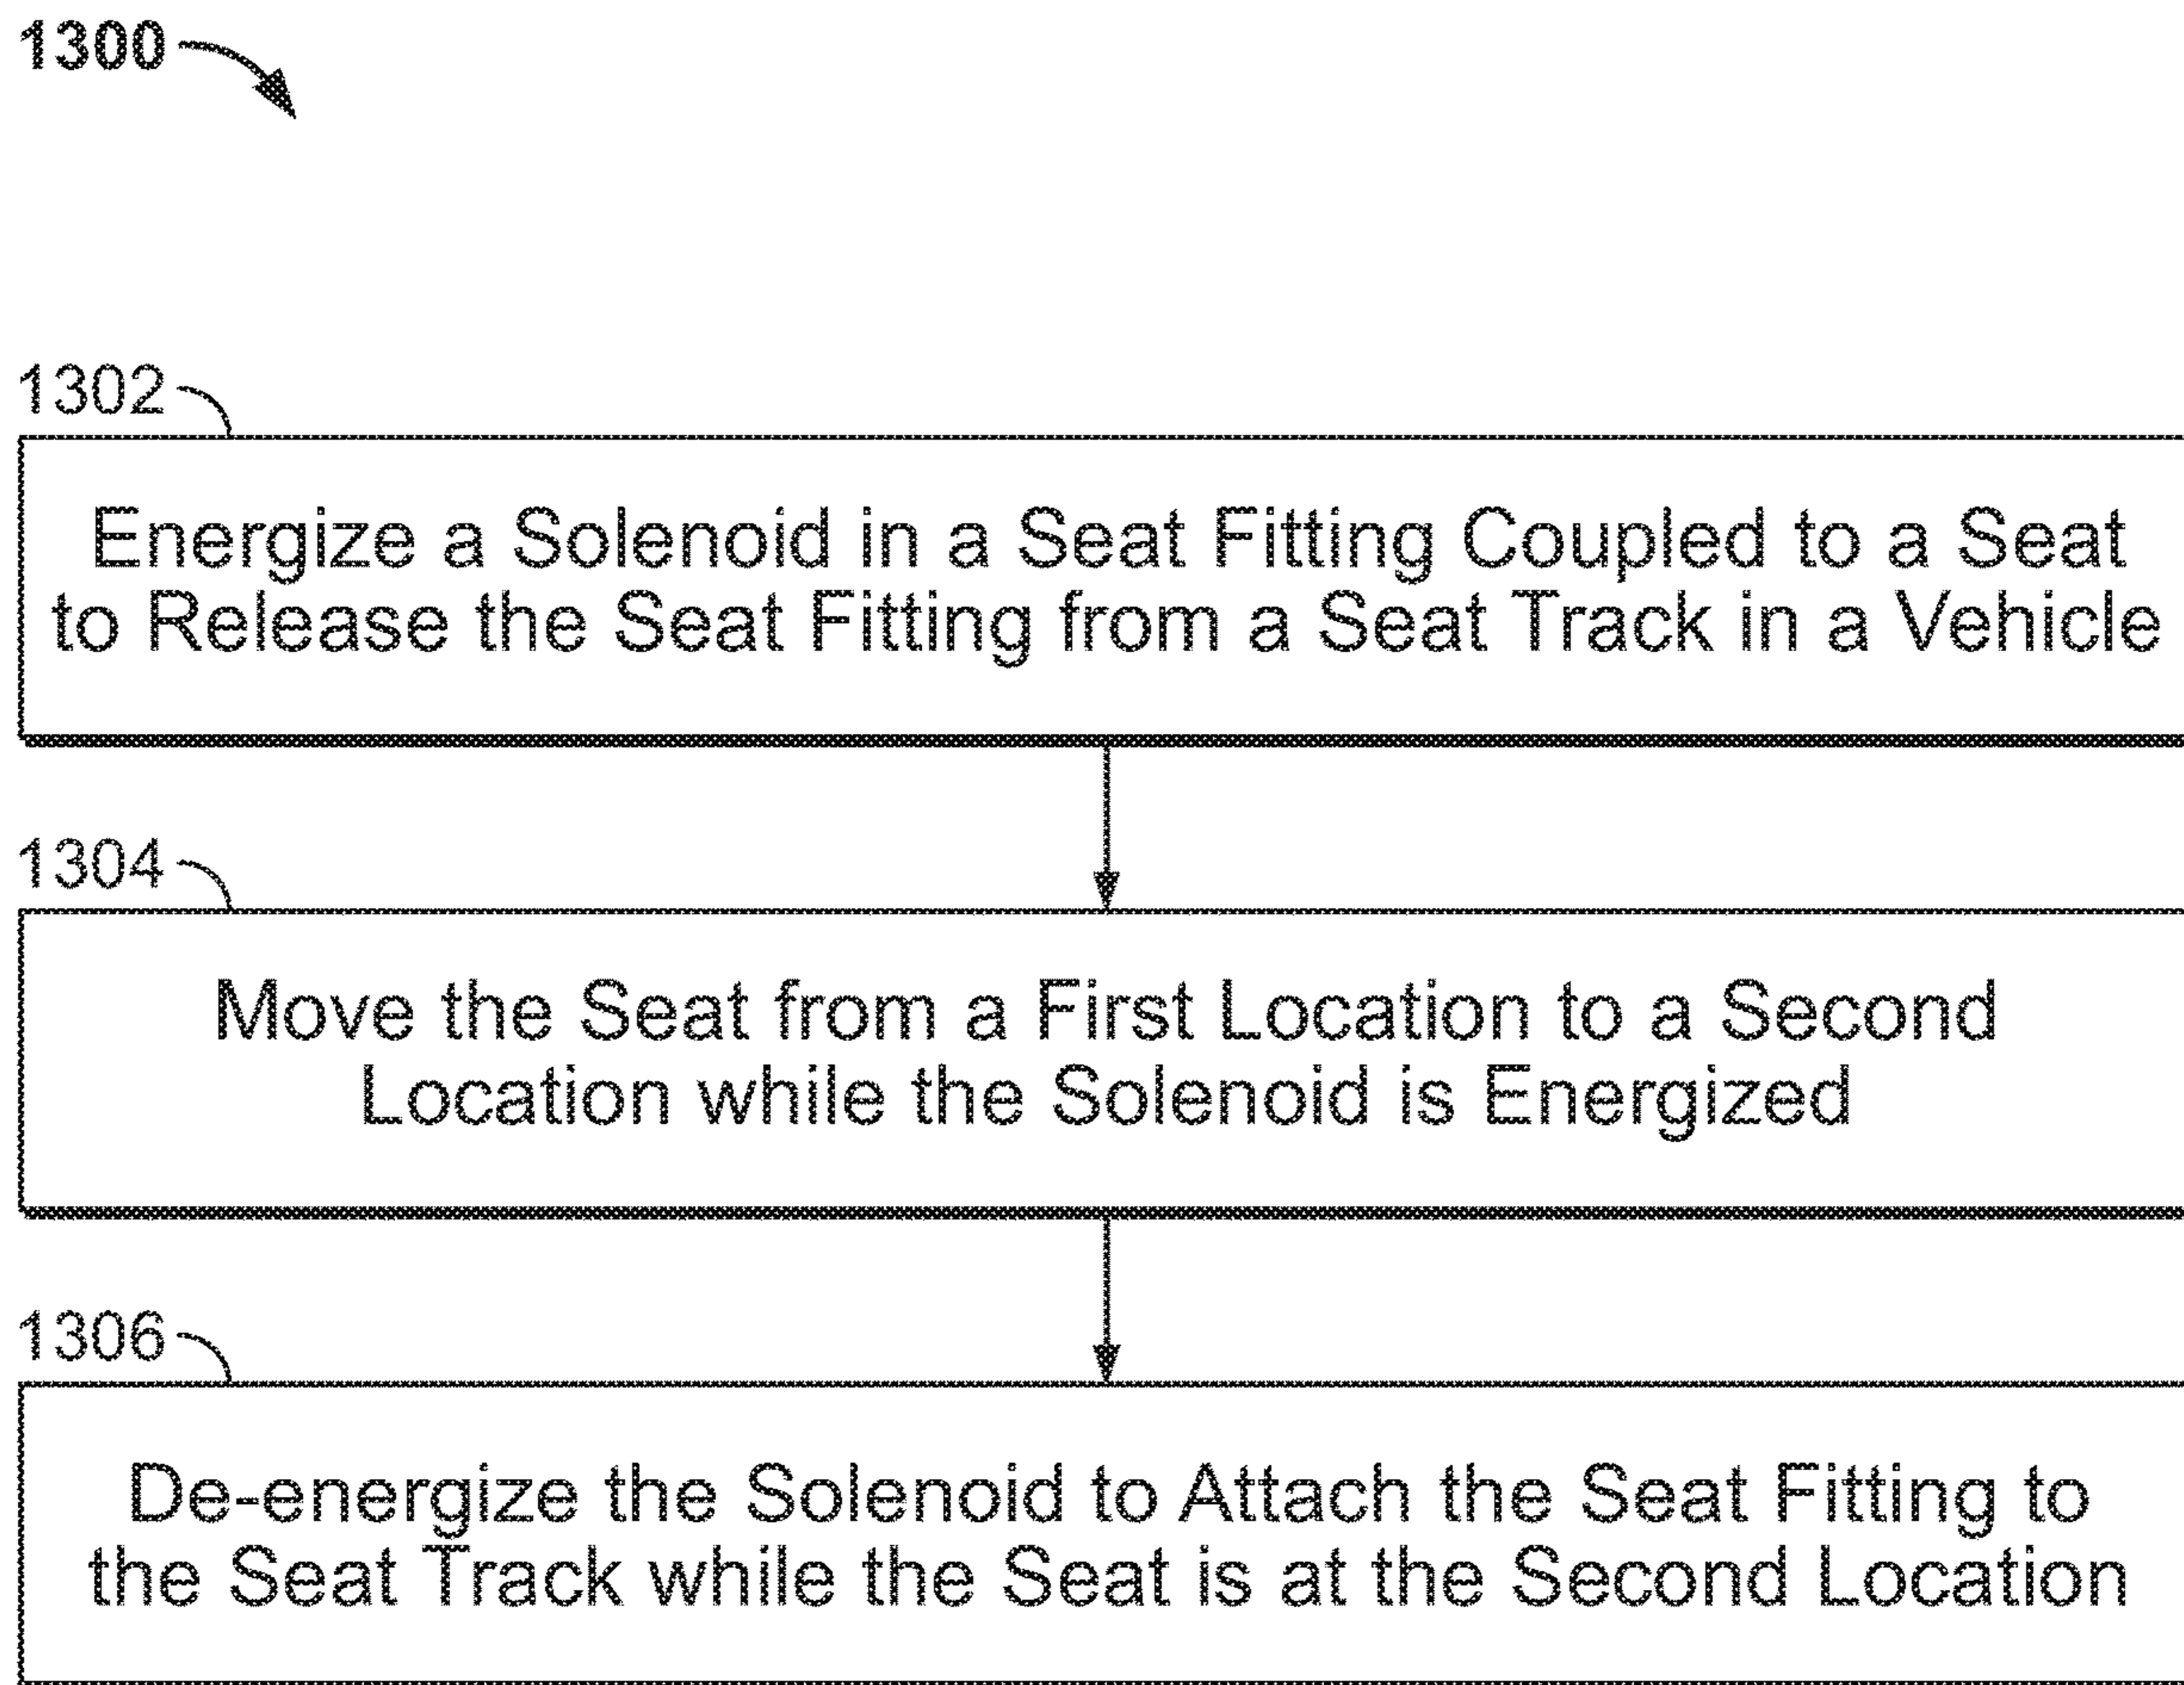 1300
1302
Energize a Solenoid in a Seat Fitting Coupled to a Seat
to Release the Seat Fitting from a Seat Track in a Vehicle
1304
Move the Seat from a First Location to a Second
Location while the Solenoid is Energized
1306
De-energize the Solenoid to Attach the Seat Fitting to
the Seat Track while the Seat is at the Second Location